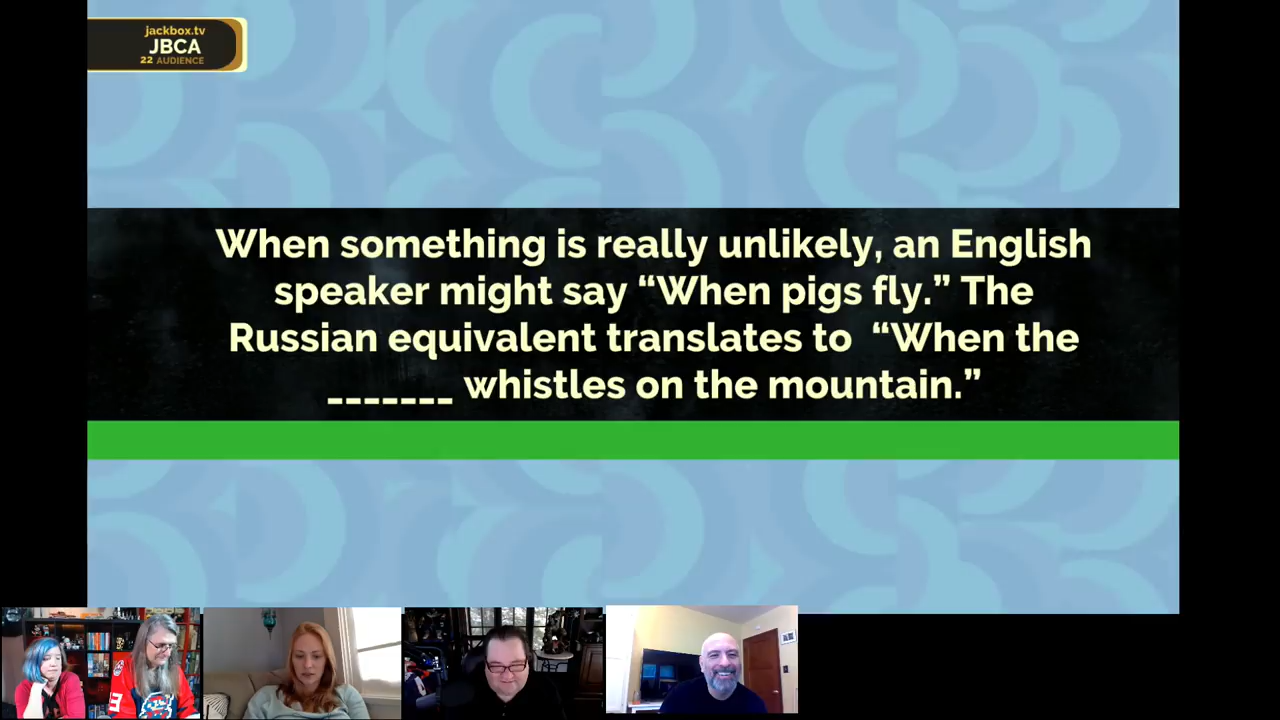 jackbox.tv
JBCA
22 AUDIENCE
When something is really unlikely, an English
speaker might say “When pigs fly.” The
Russian equivalent translates to “When the
_______ whistles on the mountain.”